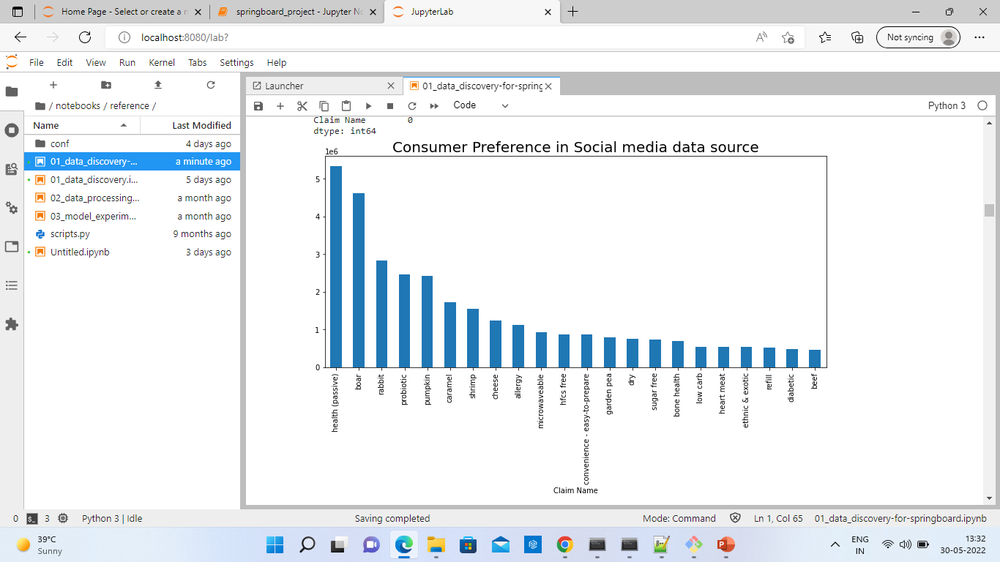 Home Page - Select or create a n
springboard_project - Jupyter No
JupyterLab
localhost:8080/lab?
Not syncing
File Edit View Run Kernel Tabs Settings Help
/ notebooks / reference /
Name Last Modified
conf 4 days ago
01_data_discovery-... a minute ago
01_data_discovery.i... 5 days ago
02_data_processing... a month ago
03_model_experim... a month ago
scripts.py 9 months ago
Untitled.ipynb 3 days ago
Launcher
01_data_discovery-for-spring
Code
Python 3
Claim Name 0
dtype: int64
Consumer Preference in Social media data source
1e6
5
4
3
2
1
0
health (passive)
boar
rabbit
probiotic
pumpkin
caramel
shrimp
cheese
allergy
microwaveable
hfcs free
convenience - easy-to-prepare
garden pea
dry
sugar free
bone health
low carb
heart meat
ethnic & exotic
refill
diabetic
beef
Claim Name
0 3 Python 3 | Idle Saving completed Mode: Command Ln 1, Col 65 01_data_discovery-for-springboard.ipynb
39°C
Sunny
ENG
IN
13:32
30-05-2022